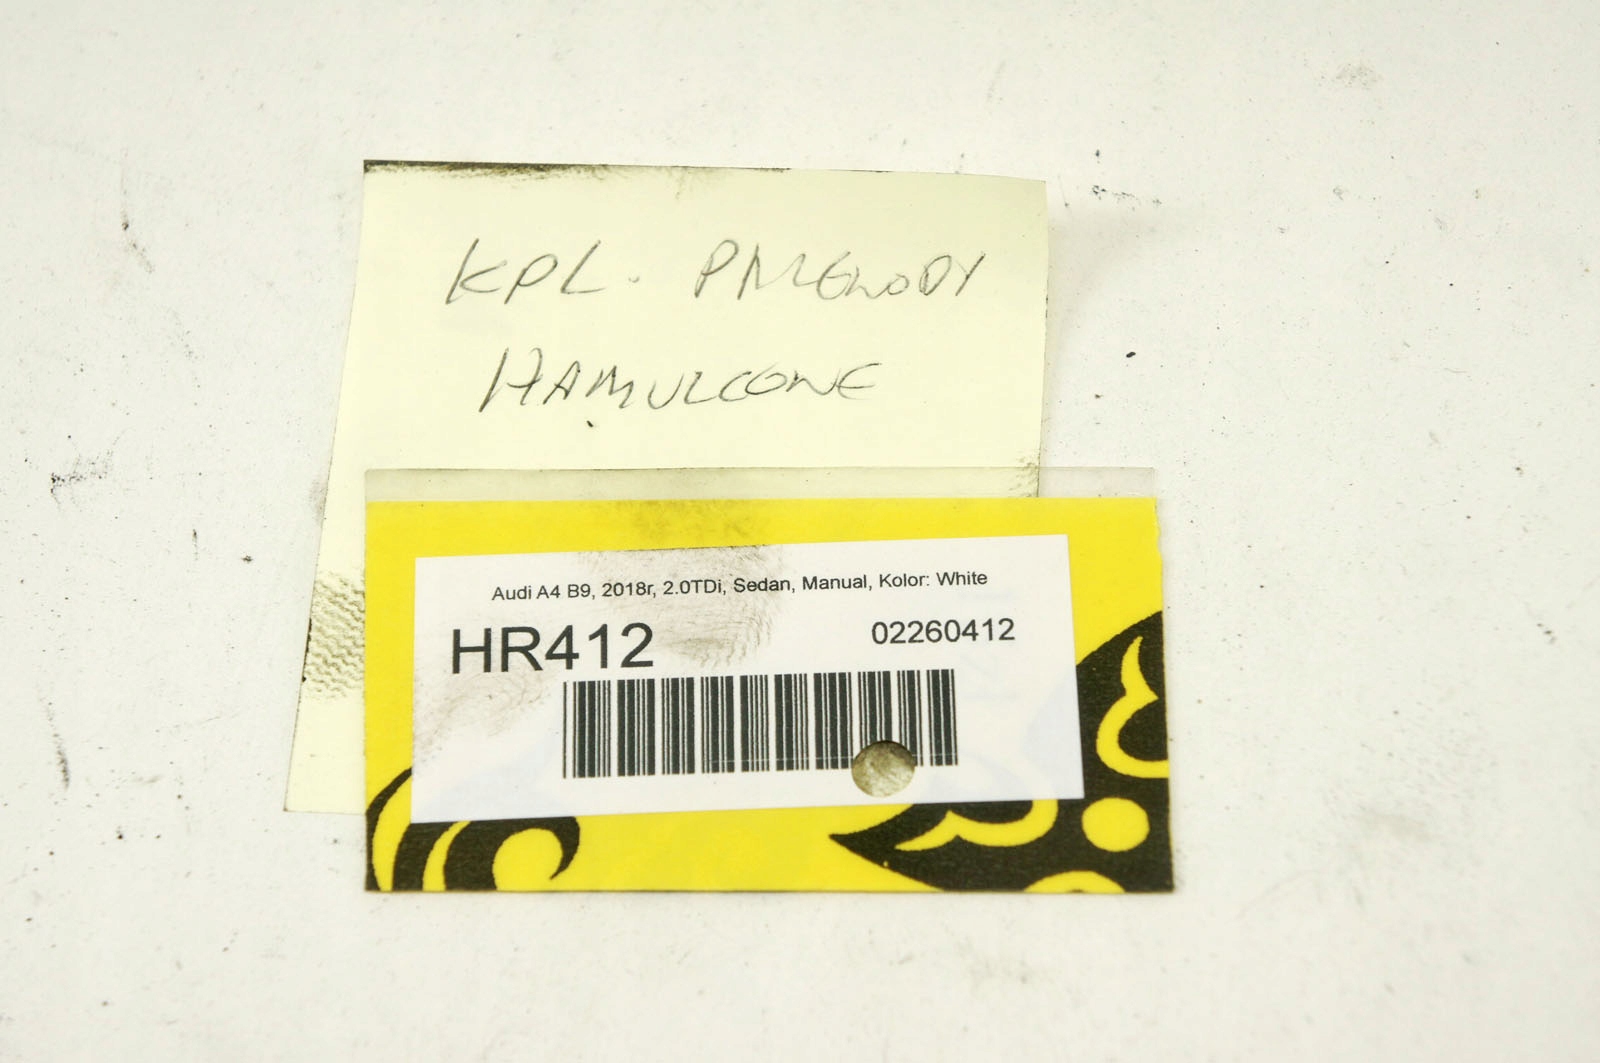 KPL. PRZEWODY
HAMULCOWE
Audi A4 B9, 2018r, 2.0TDi, Sedan, Manual, Kolor: White
HR412
02260412